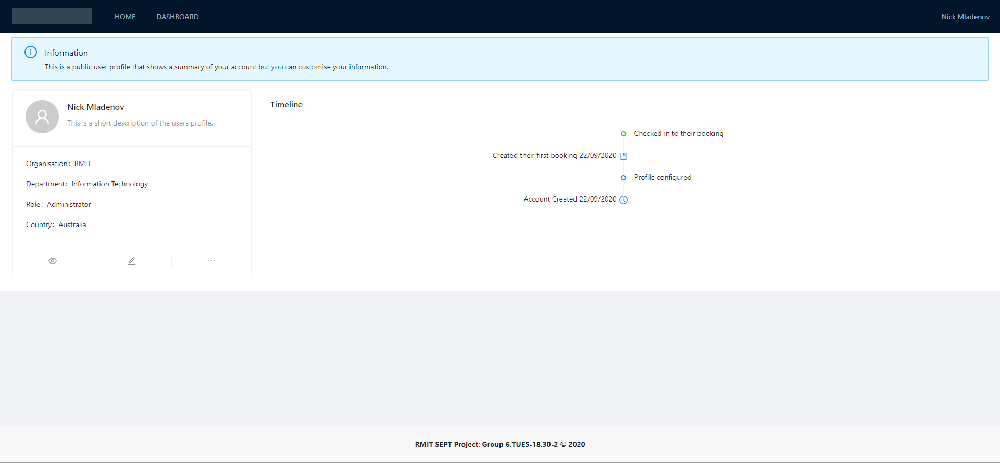 HOME
DASHBOARD
Nick Mladenov
Information
This is a public user profile that shows a summary of your account but you can customise your information.
Nick Mladenov
This is a short description of the users profile.
Organisation: RMIT
Department: Information Technology
Role: Administrator
Country: Australia
Timeline
Checked in to their booking
Created their first booking 22/09/2020
Profile configured
Account Created 22/09/2020
RMIT SEPT Project: Group 6.TUES-18.30-2 © 2020